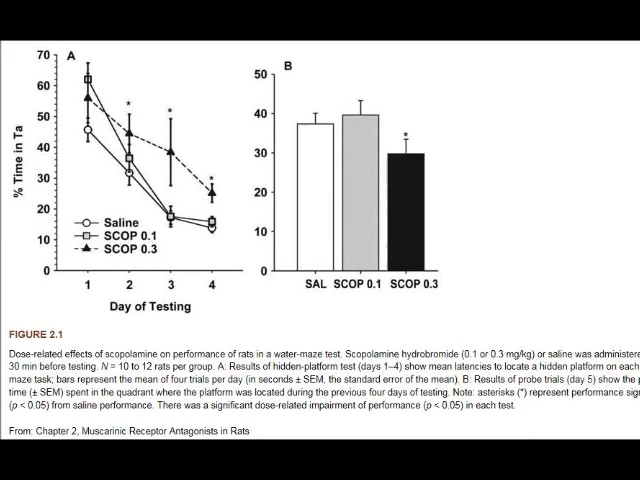 A
70
60
50
40
30
20
10
0
% Time in Ta
* * *
Saline
SCOP 0.1
SCOP 0.3
1 2 3 4
Day of Testing
B
50
40
30
20
10
0
*
SAL SCOP 0.1 SCOP 0.3
FIGURE 2.1
Dose-related effects of scopolamine on performance of rats in a water-maze test. Scopolamine hydrobromide (0.1 or 0.3 mg/kg) or saline was administere
30 min before testing. N = 10 to 12 rats per group. A: Results of hidden-platform test (days 1–4) show mean latencies to locate a hidden platform on each
maze task; bars represent the mean of four trials per day (in seconds ± SEM, the standard error of the mean). B: Results of probe trials (day 5) show the p
time (± SEM) spent in the quadrant where the platform was located during the previous four days of testing. Note: asterisks (*) represent performance sig
(p < 0.05) from saline performance. There was a significant dose-related impairment of performance (p < 0.05) in each test.
From: Chapter 2, Muscarinic Receptor Antagonists in Rats